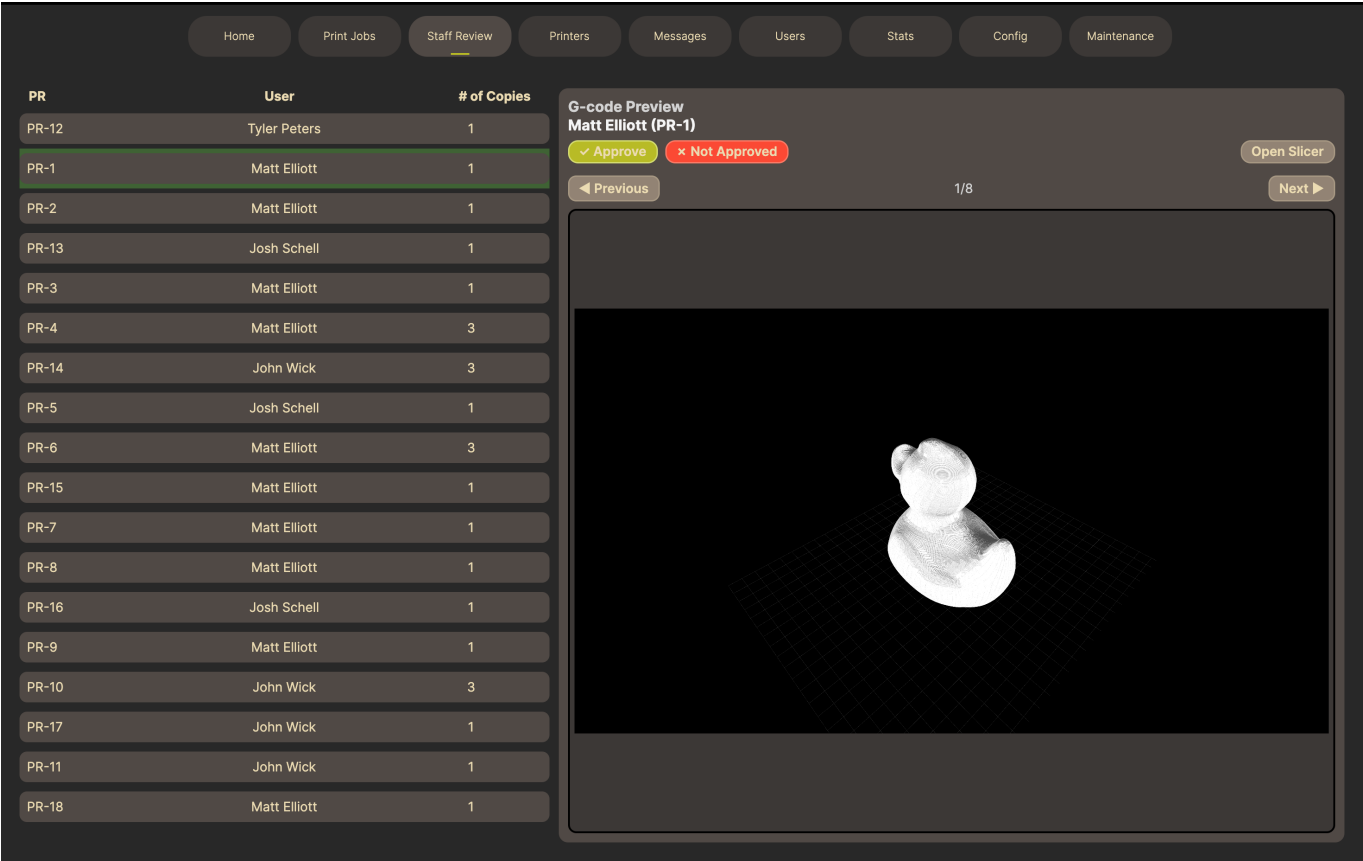 Home Print Jobs Staff Review Printers Messages Users Stats Config Maintenance
PR User # of Copies
PR-12 Tyler Peters 1
PR-1 Matt Elliott 1
PR-2 Matt Elliott 1
PR-13 Josh Schell 1
PR-3 Matt Elliott 1
PR-4 Matt Elliott 3
PR-14 John Wick 3
PR-5 Josh Schell 1
PR-6 Matt Elliott 3
PR-15 Matt Elliott 1
PR-7 Matt Elliott 1
PR-8 Matt Elliott 1
PR-16 Josh Schell 1
PR-9 Matt Elliott 1
PR-10 John Wick 3
PR-17 John Wick 1
PR-11 John Wick 1
PR-18 Matt Elliott 1
G-code Preview
Matt Elliott (PR-1)
✓ Approve × Not Approved Open Slicer
◀ Previous 1/8 Next ▶